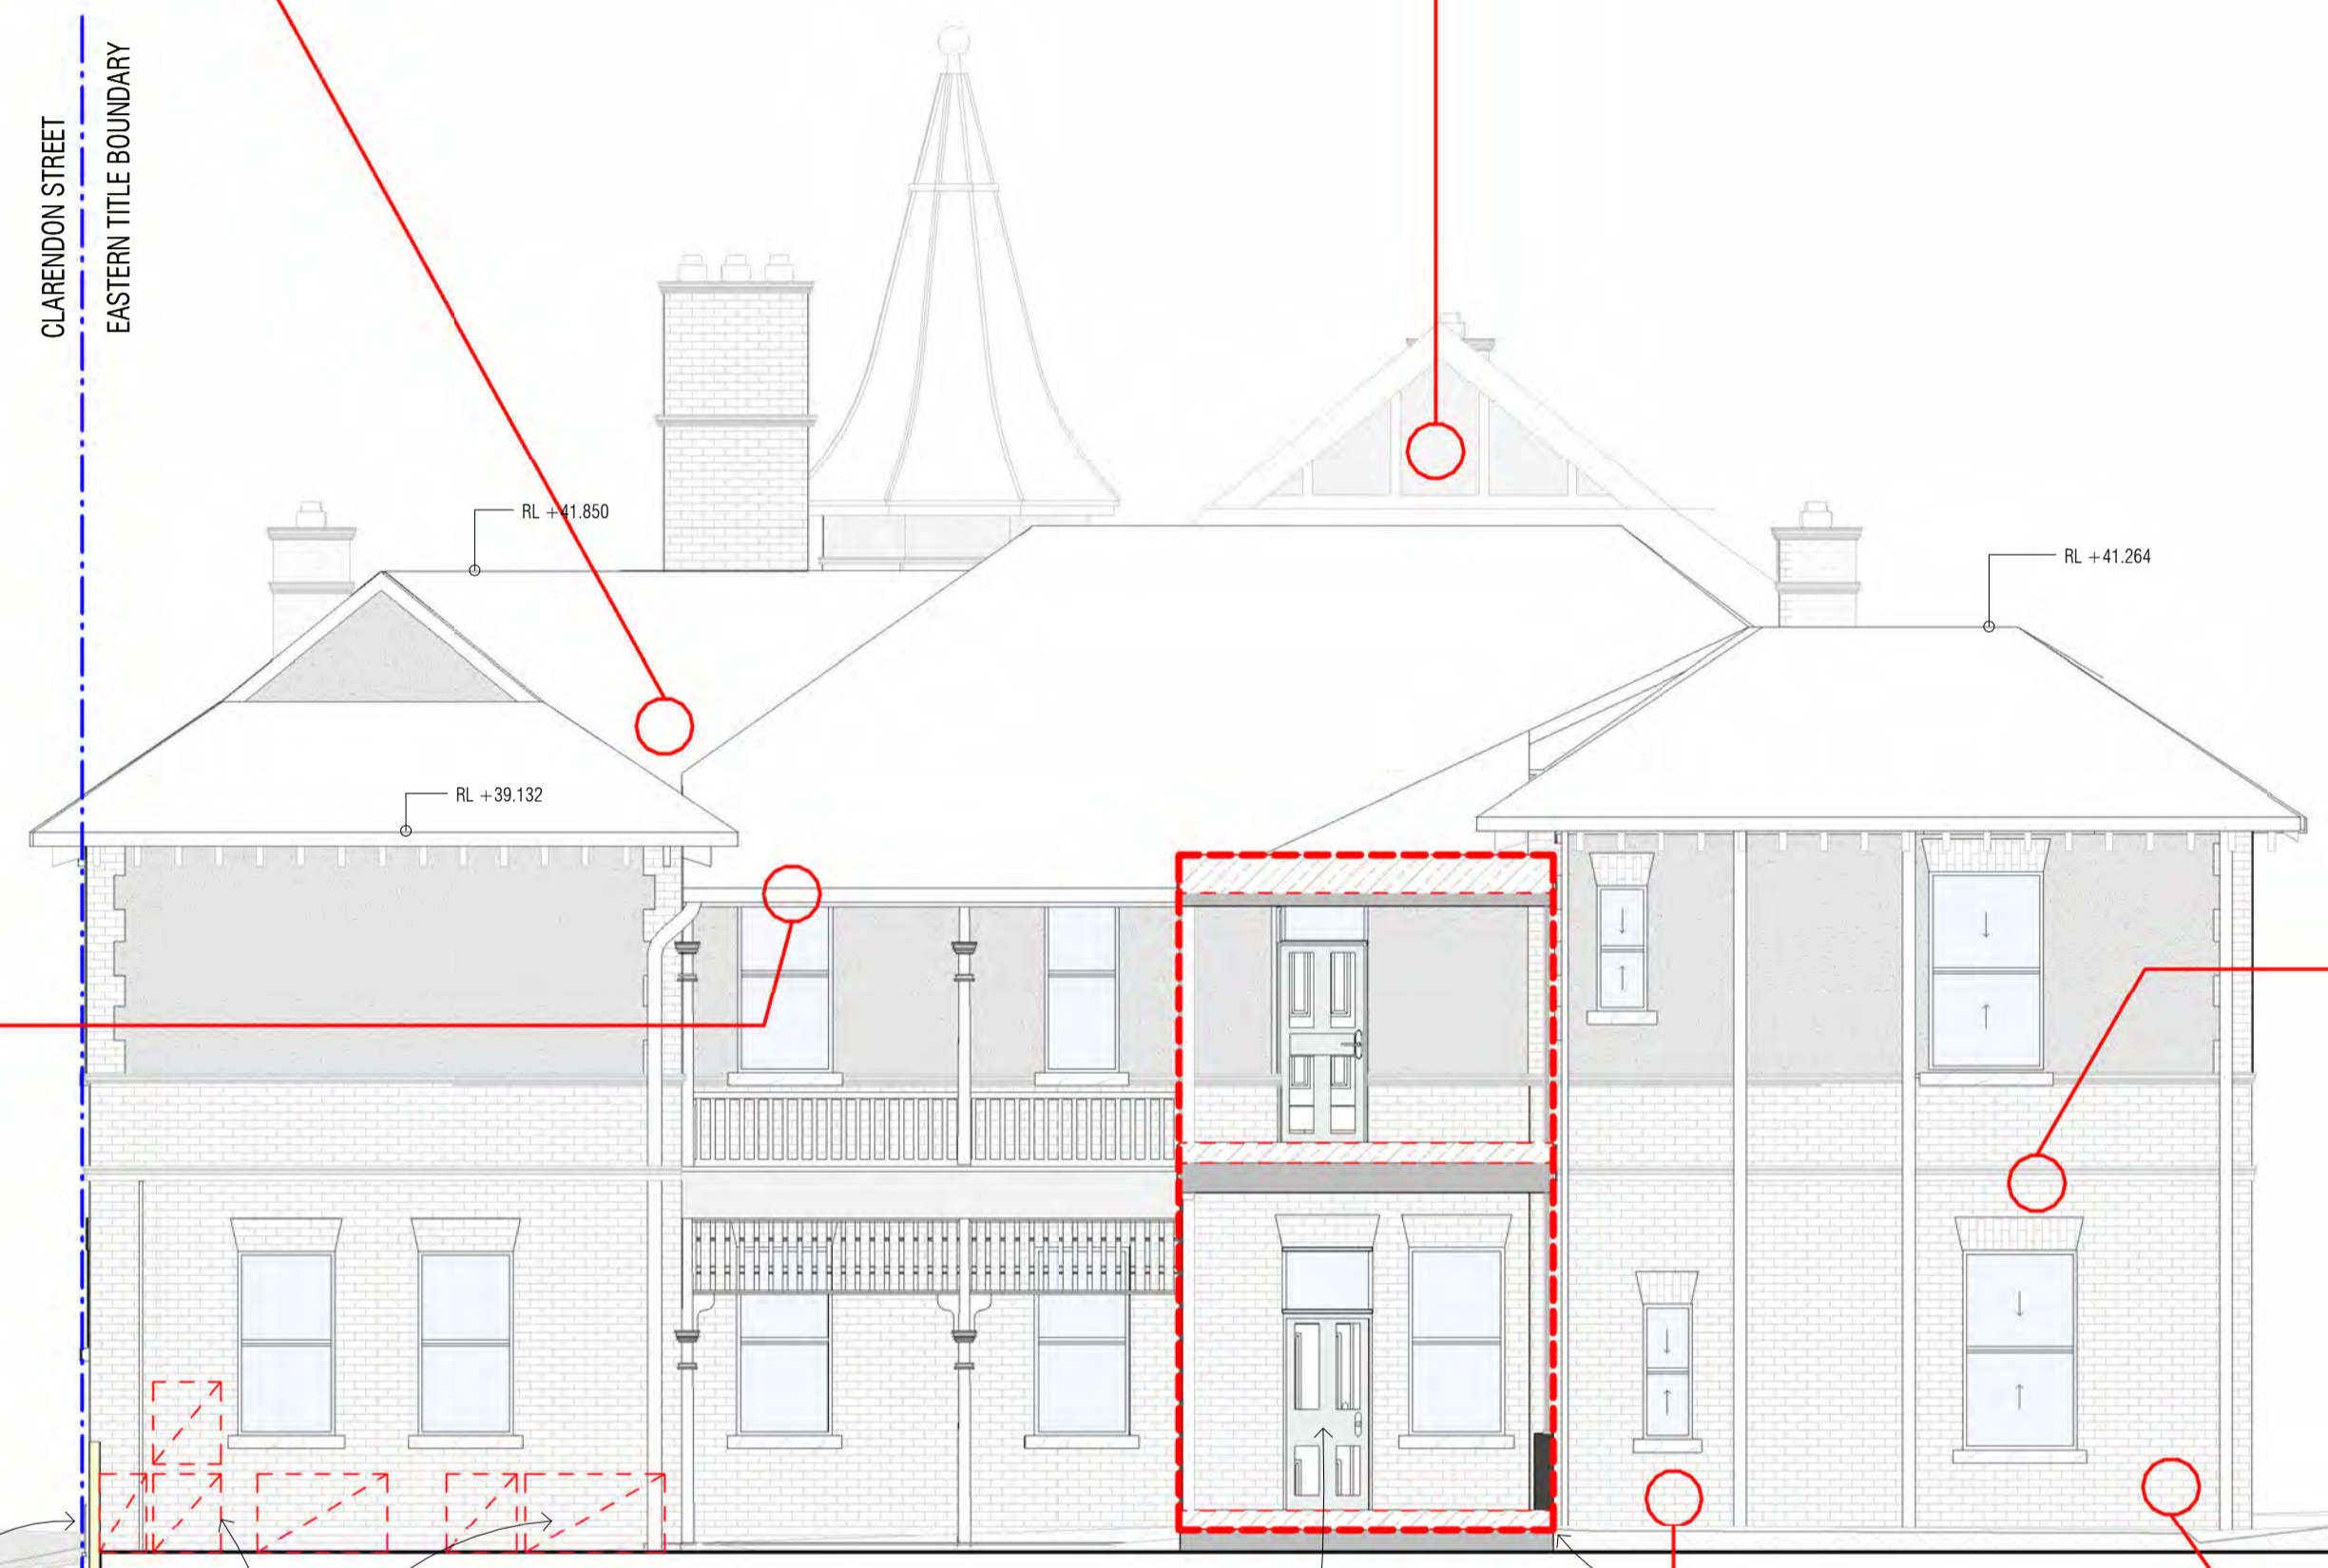 CLARENDON STREET
EASTERN TITLE BOUNDARY
RL +41.850
RL +41.264
RL +39.132